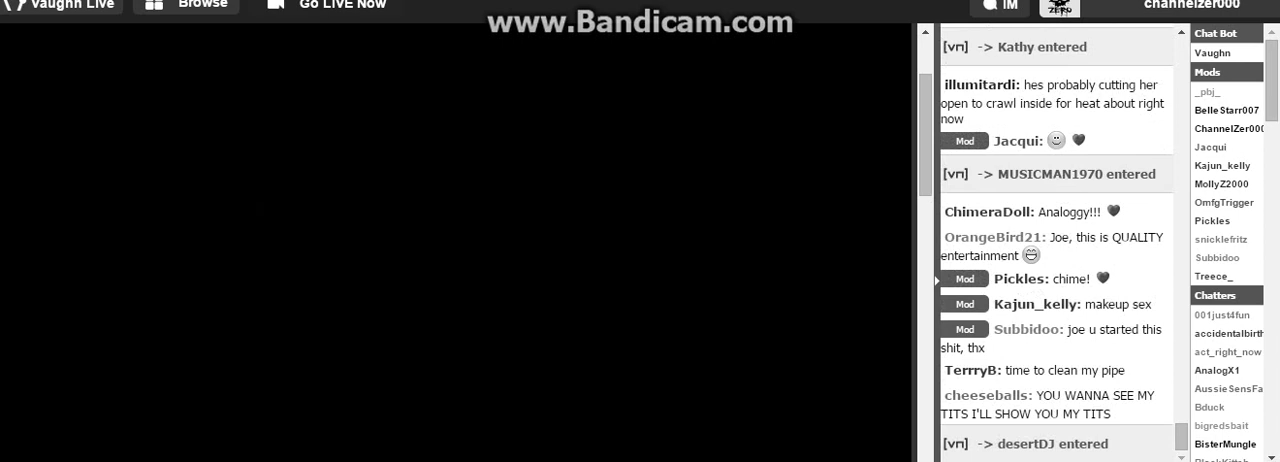 Vaughn Live
Browse
Go LIVE Now
www.Bandicam.com
IM
ZERO
channelzer000
[vn] -> Kathy entered
illumitardi: hes probably cutting her
open to crawl inside for heat about right
now
Mod Jacqui:
[vn] -> MUSICMAN1970 entered
ChimeraDoll: Analoggy!!!
OrangeBird21: Joe, this is QUALITY
entertainment
Mod Pickles: chime!
Mod Kajun_kelly: makeup sex
Mod Subbidoo: joe u started this
shit, thx
TerrryB: time to clean my pipe
cheeseballs: YOU WANNA SEE MY
TITS I'LL SHOW YOU MY TITS
[vn] -> desertDJ entered
Chat Bot
Vaughn
Mods
_pbj_
BelleStarr007
ChannelZer000
Jacqui
Kajun_kelly
MollyZ2000
OmfgTrigger
Pickles
snicklefritz
Subbidoo
Treece_
Chatters
001just4fun
accidentalbirth
act_right_now
AnalogX1
AussieSensFa
Bduck
bigredsbait
BisterMungle